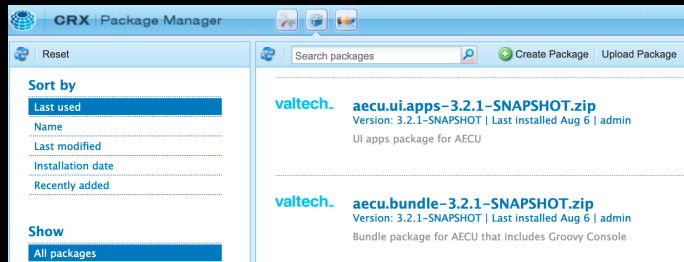 CRX Package Manager
Reset
Search packages
Create Package
Upload Package
Sort by
Last used
Name
Last modified
Installation date
Recently added
Show
All packages
valtech_
aecu.ui.apps-3.2.1-SNAPSHOT.zip
Version: 3.2.1-SNAPSHOT | Last installed Aug 6 | admin
UI apps package for AECU
valtech_
aecu.bundle-3.2.1-SNAPSHOT.zip
Version: 3.2.1-SNAPSHOT | Last installed Aug 6 | admin
Bundle package for AECU that includes Groovy Console